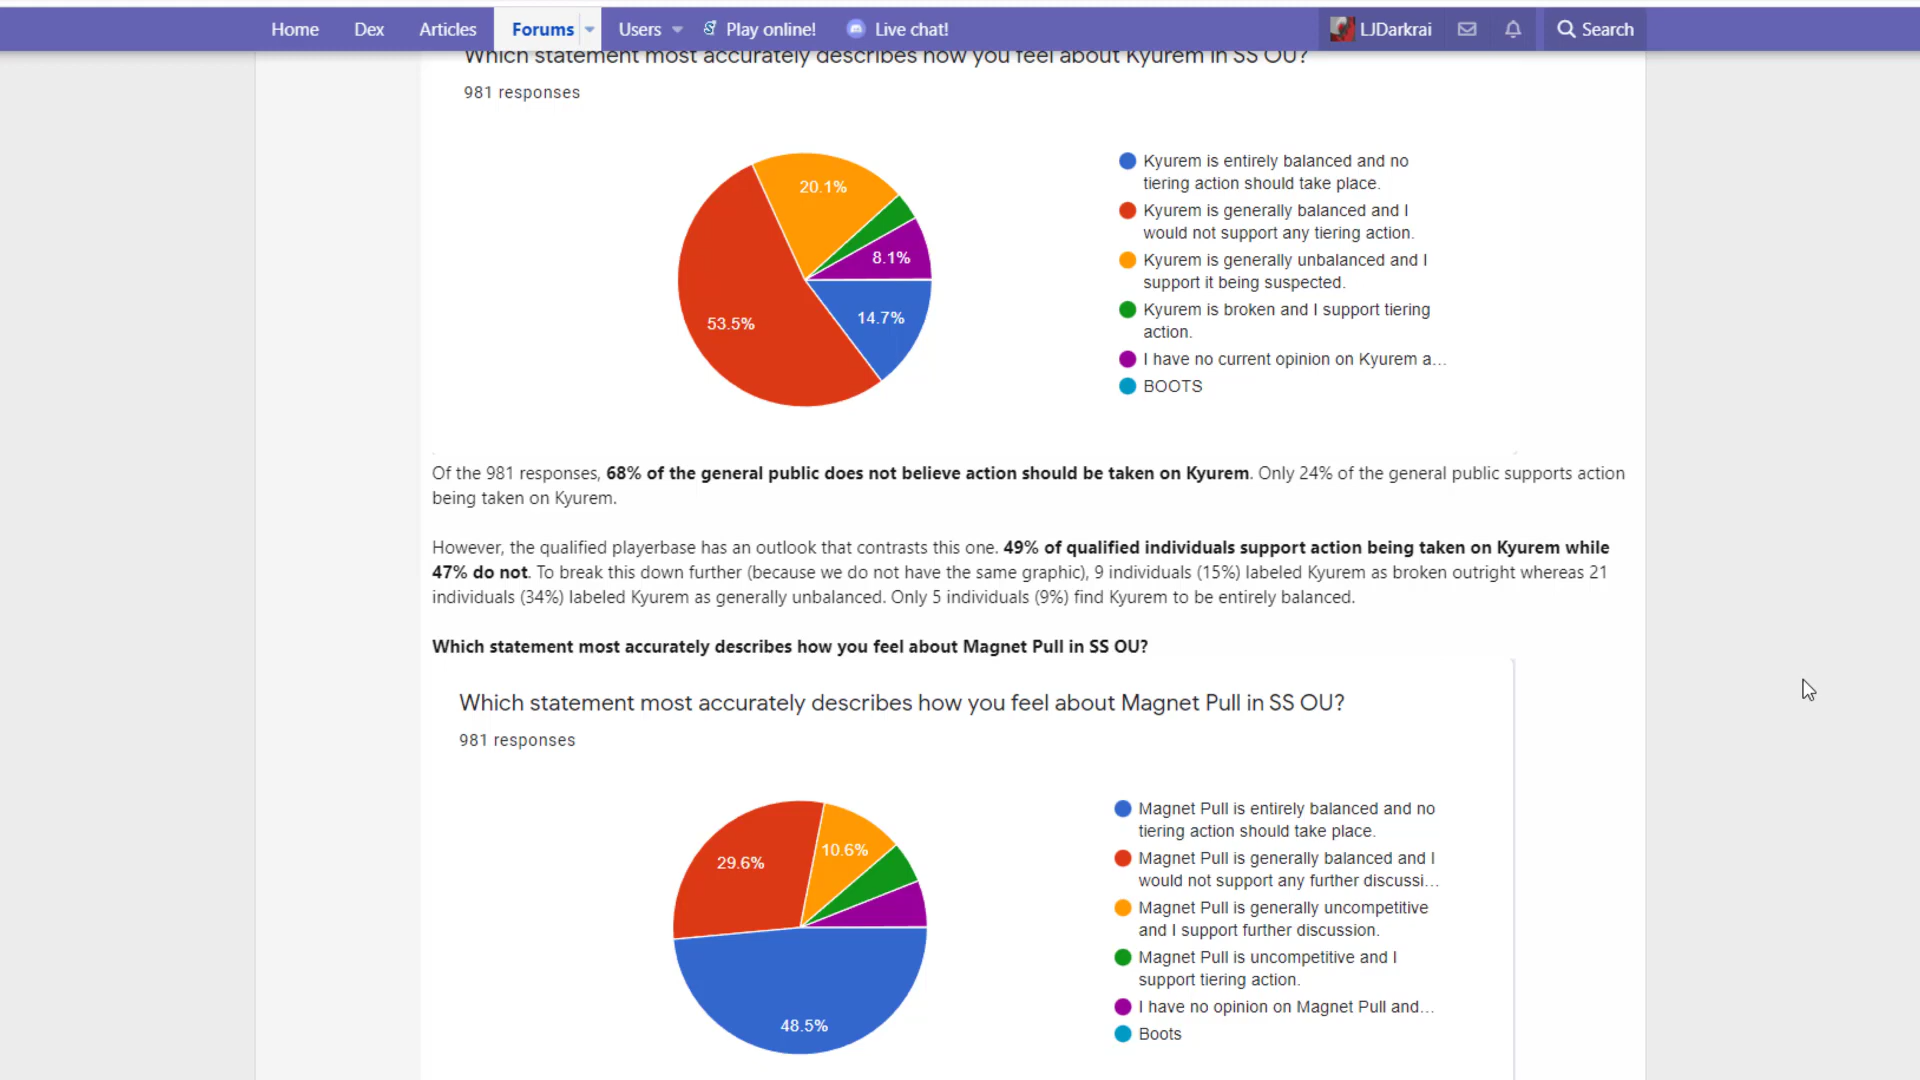 Home Dex Articles Forums Users Play online! Live chat! LJDarkrai Search
Which statement most accurately describes how you feel about Kyurem in SS OU?
981 responses
20.1%
8.1%
53.5%
14.7%
Kyurem is entirely balanced and no
tiering action should take place.
Kyurem is generally balanced and I
would not support any tiering action.
Kyurem is generally unbalanced and I
support it being suspected.
Kyurem is broken and I support tiering
action.
I have no current opinion on Kyurem a...
BOOTS
Of the 981 responses, 68% of the general public does not believe action should be taken on Kyurem. Only 24% of the general public supports action
being taken on Kyurem.
However, the qualified playerbase has an outlook that contrasts this one. 49% of qualified individuals support action being taken on Kyurem while
47% do not. To break this down further (because we do not have the same graphic), 9 individuals (15%) labeled Kyurem as broken outright whereas 21
individuals (34%) labeled Kyurem as generally unbalanced. Only 5 individuals (9%) find Kyurem to be entirely balanced.
Which statement most accurately describes how you feel about Magnet Pull in SS OU?
Which statement most accurately describes how you feel about Magnet Pull in SS OU?
981 responses
10.6%
29.6%
48.5%
Magnet Pull is entirely balanced and no
tiering action should take place.
Magnet Pull is generally balanced and I
would not support any further discussi...
Magnet Pull is generally uncompetitive
and I support further discussion.
Magnet Pull is uncompetitive and I
support tiering action.
I have no opinion on Magnet Pull and...
Boots